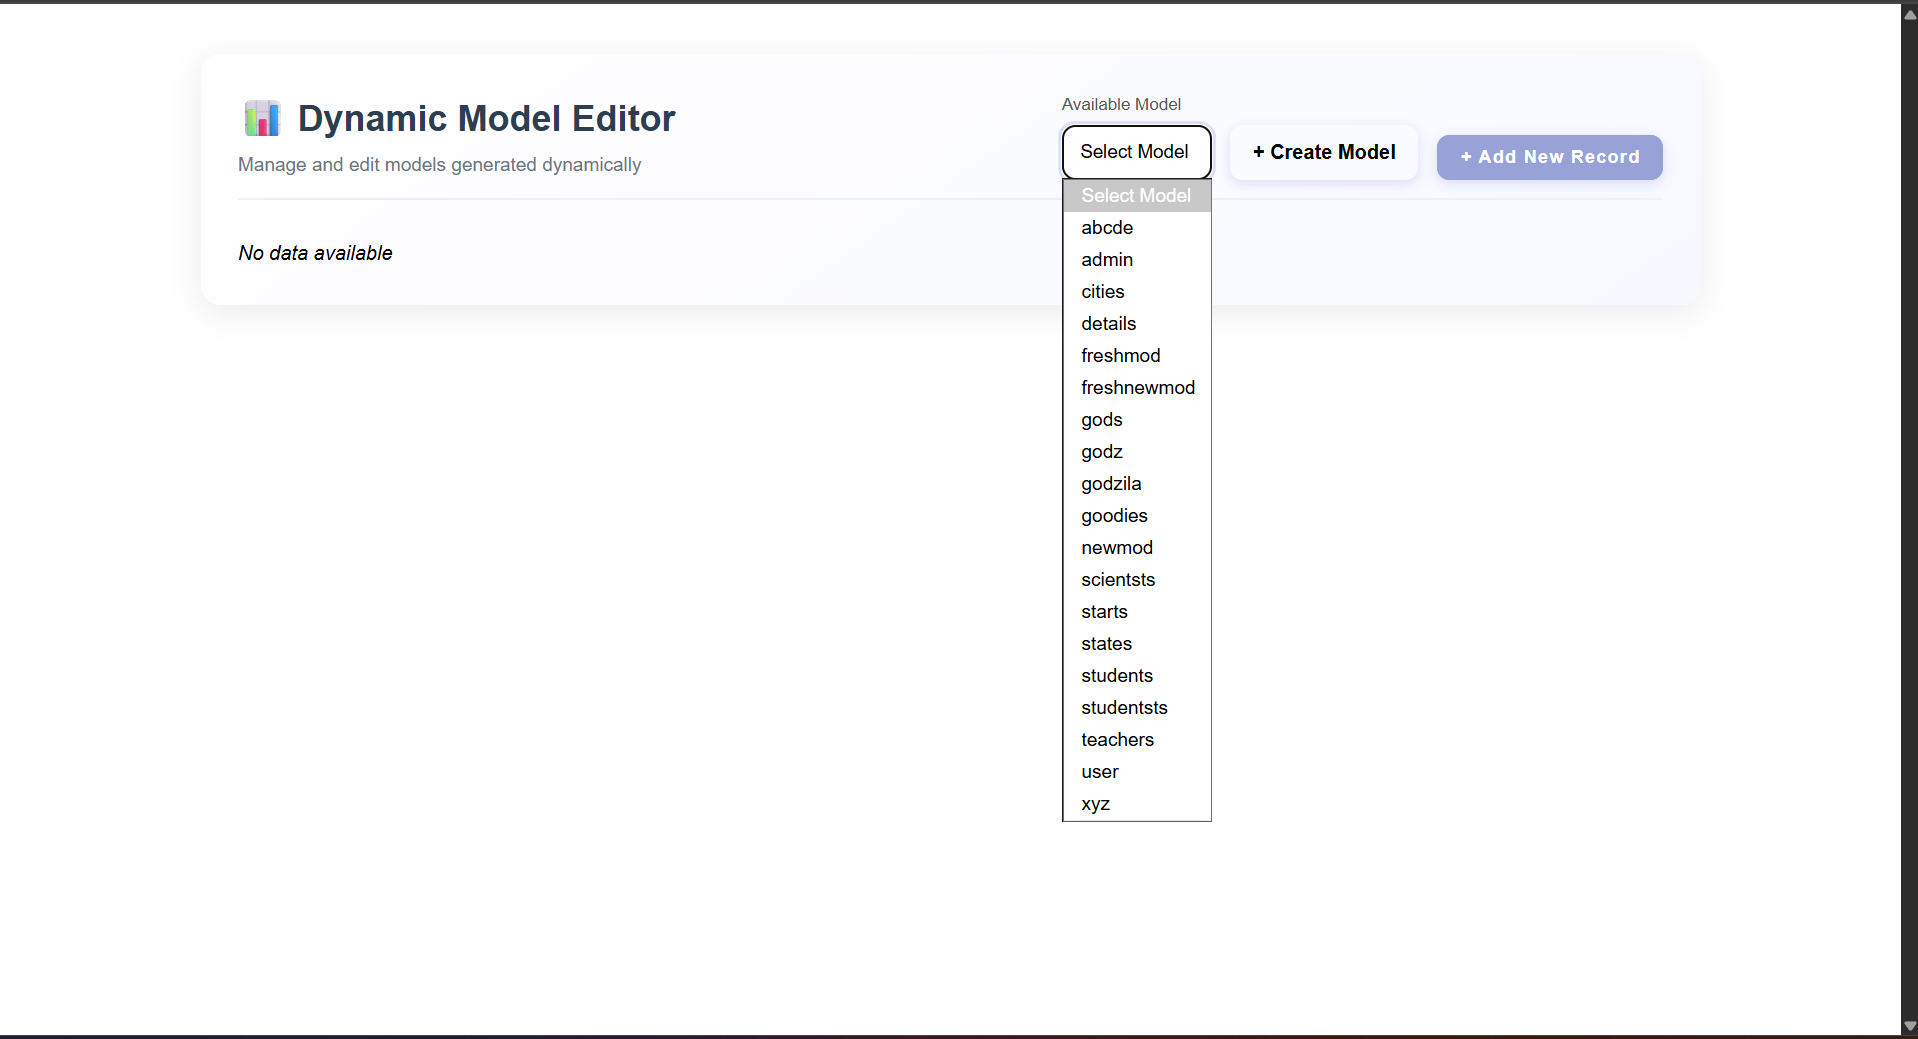 Dynamic Model Editor
Manage and edit models generated dynamically
Available Model
Select Model
+ Create Model
+ Add New Record
No data available
Select Model
abcde
admin
cities
details
freshmod
freshnewmod
gods
godz
godzila
goodies
newmod
scientsts
starts
states
students
studentsts
teachers
user
xyz